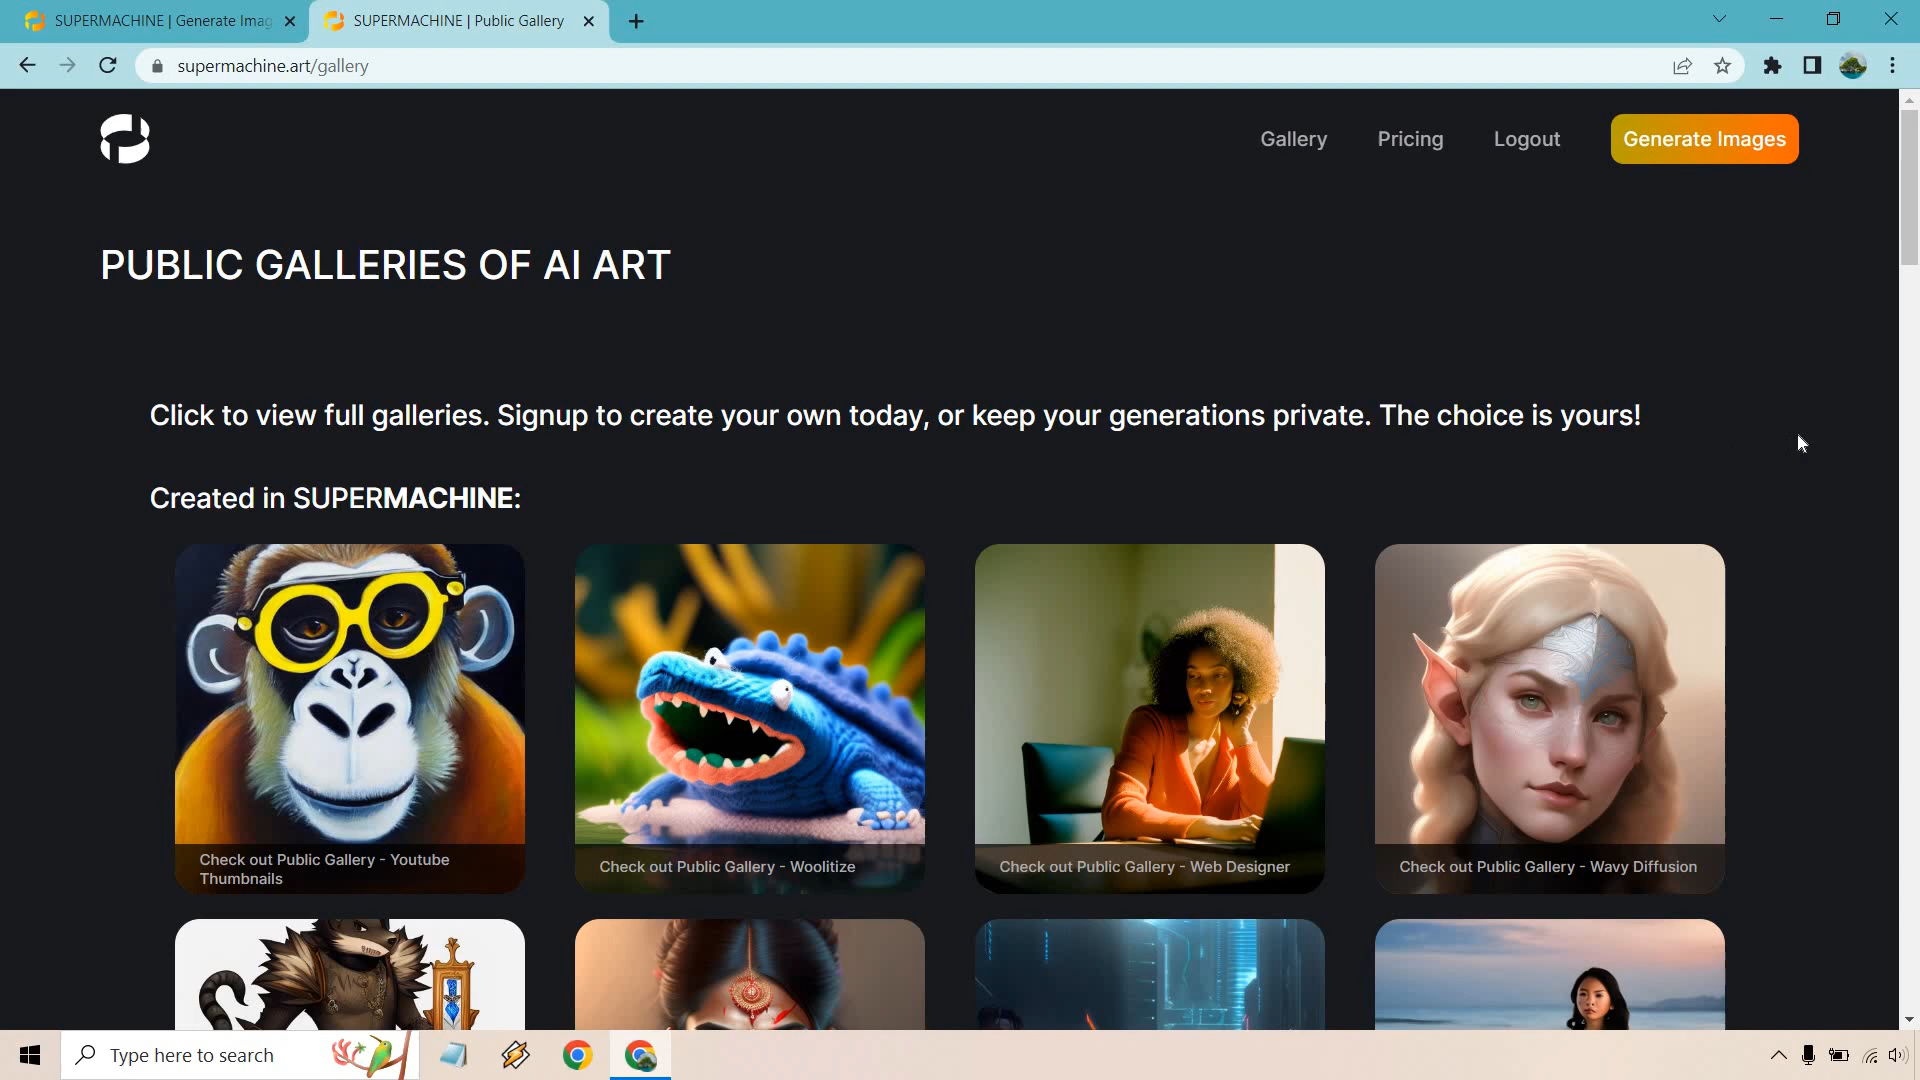 SUPERMACHINE | Generate Imag
SUPERMACHINE | Public Gallery
supermachine.art/gallery
Gallery
Pricing
Logout
Generate Images
PUBLIC GALLERIES OF AI ART
Click to view full galleries. Signup to create your own today, or keep your generations private. The choice is yours!
Created in SUPERMACHINE:
Check out Public Gallery - Youtube
Thumbnails
Check out Public Gallery - Woolitize
Check out Public Gallery - Web Designer
Check out Public Gallery - Wavy Diffusion
Type here to search